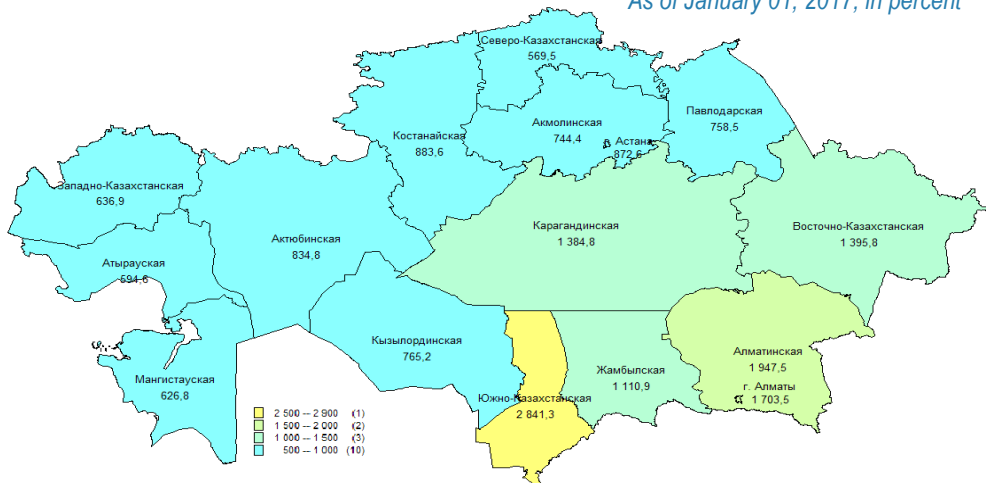 As of January 01, 2017, in percent
Северо-Казахстанская
569,5
Павлодарская
758,5
Акмолинская
744,4
Костанайская
883,6
Астана
872,6
Западно-Казахстанская
636,9
Карагандинская
1 384,8
Восточно-Казахстанская
1 395,8
Актюбинская
834,8
Атырауская
594,6
Кызылординская
765,2
Алматинская
1 947,5
Жамбылская
1 110,9
г. Алматы
1 703,5
Мангистауская
626,8
Южно-Казахстанская
2 841,3
2 500 – 2 900 (1)
1 500 – 2 000 (2)
1 000 – 1 500 (3)
500 – 1 000 (10)